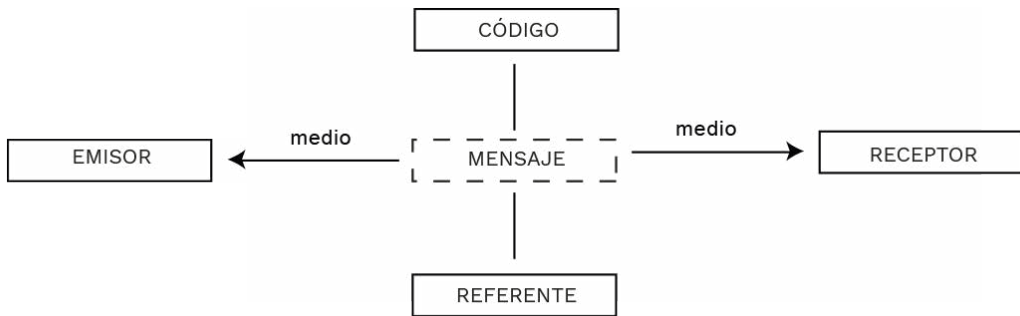 CÓDIGO
medio
medio
EMISOR
MENSAJE
RECEPTOR
REFERENTE